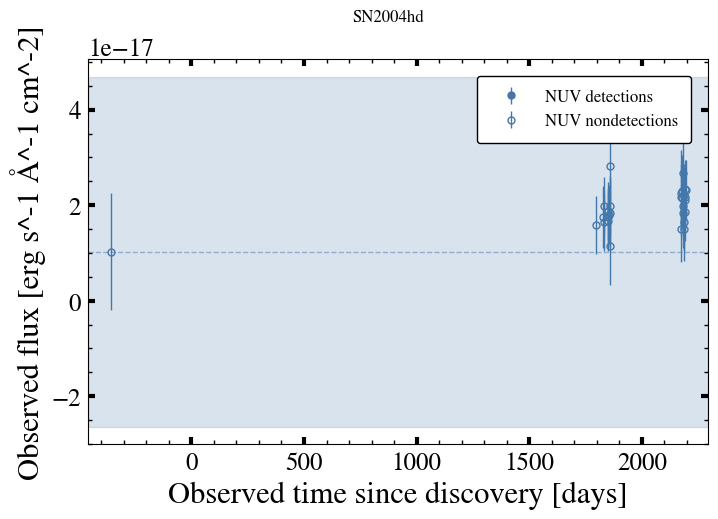 SN2004hd
1e−17
NUV detections
NUV nondetections
4
2
0
−2
Observed flux [erg s^-1 Å^-1 cm^-2]
0 500 1000 1500 2000
Observed time since discovery [days]